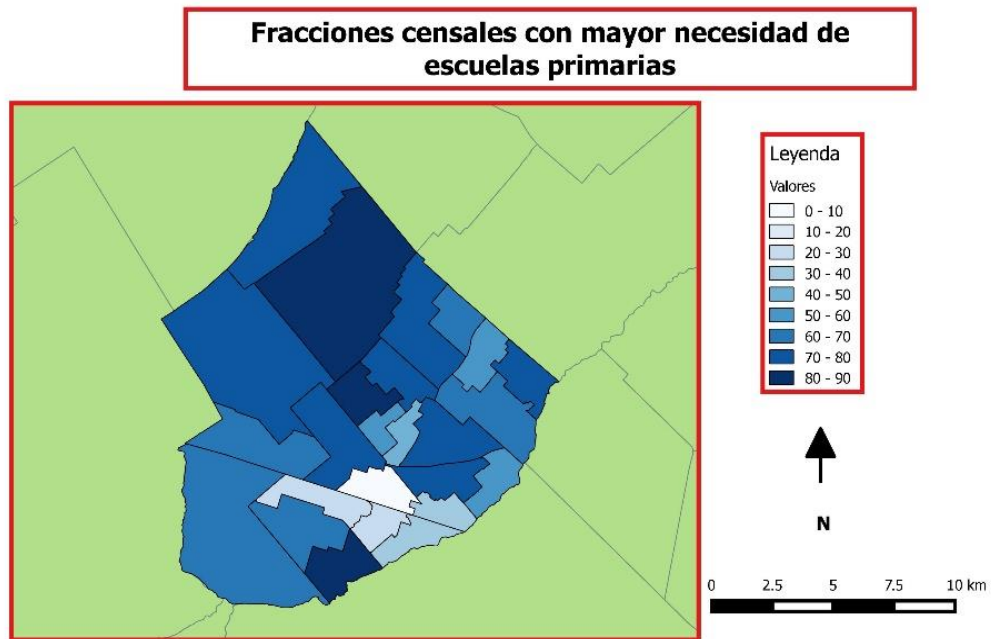 Fracciones censales con mayor necesidad de
escuelas primarias
Leyenda
Valores
0 - 10
10 - 20
20 - 30
30 - 40
40 - 50
50 - 60
60 - 70
70 - 80
80 - 90
N
0 2.5 5 7.5 10 km